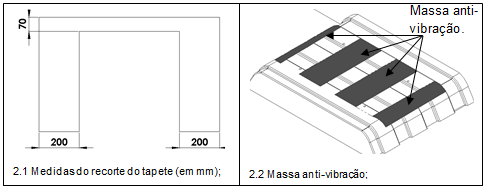 70
200
200
2.1 Medidas do recorte do tapete (em mm);
Massa anti-
vibração.
2.2 Massa anti-vibração;